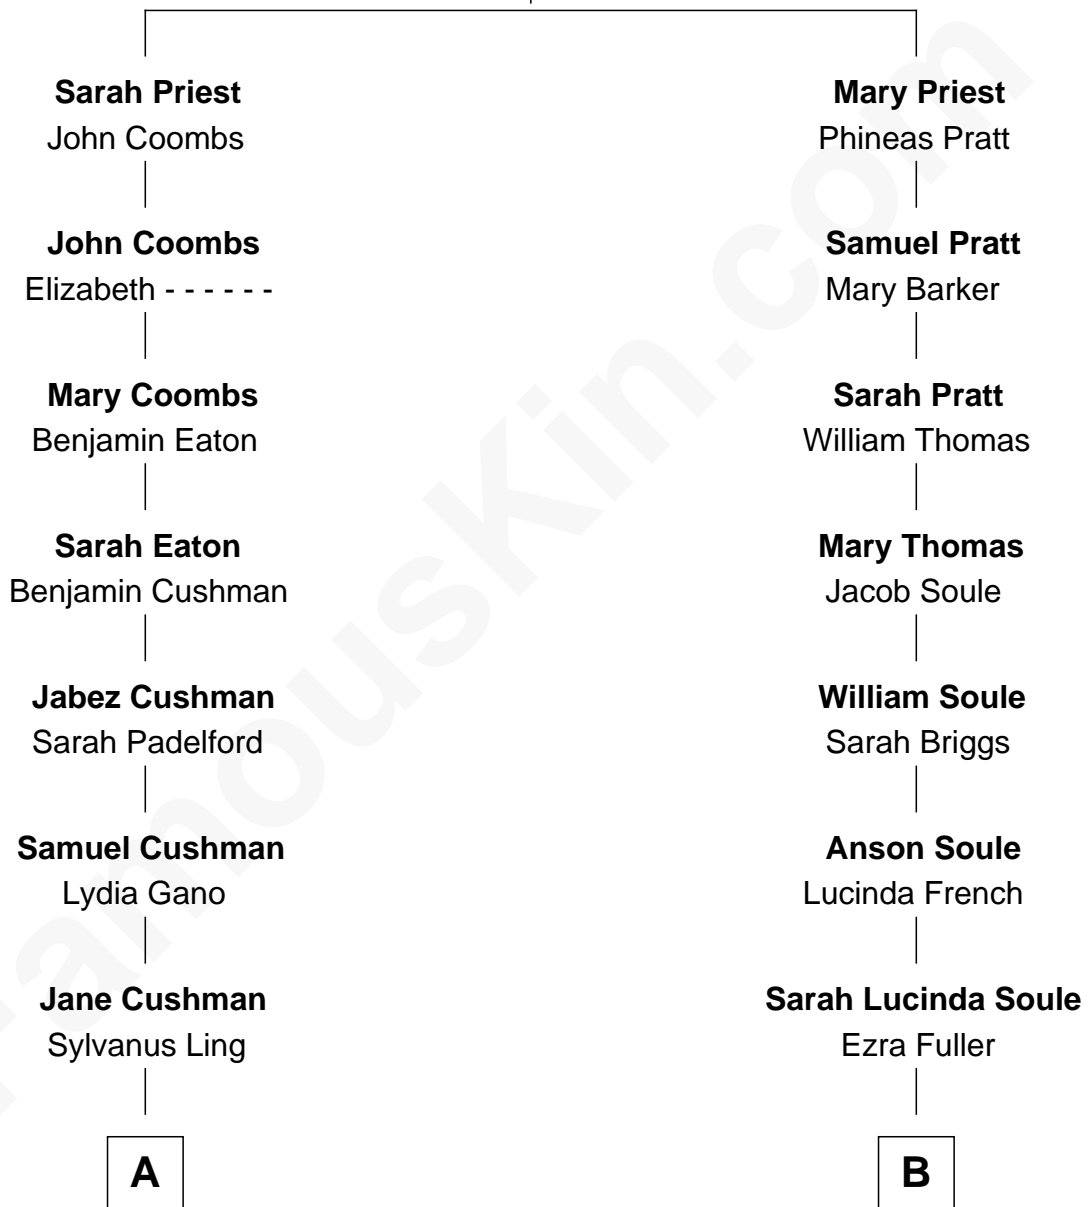 Sarah Priest
John Coombs
Mary Priest
Phineas Pratt
John Coombs
Elizabeth - - - - - -
Samuel Pratt
Mary Barker
Mary Coombs
Benjamin Eaton
Sarah Pratt
William Thomas
Sarah Eaton
Benjamin Cushman
Mary Thomas
Jacob Soule
Jabez Cushman
Sarah Padelford
William Soule
Sarah Briggs
Samuel Cushman
Lydia Gano
Anson Soule
Lucinda French
Jane Cushman
Sylvanus Ling
Sarah Lucinda Soule
Ezra Fuller
A
B
FamousKin.com